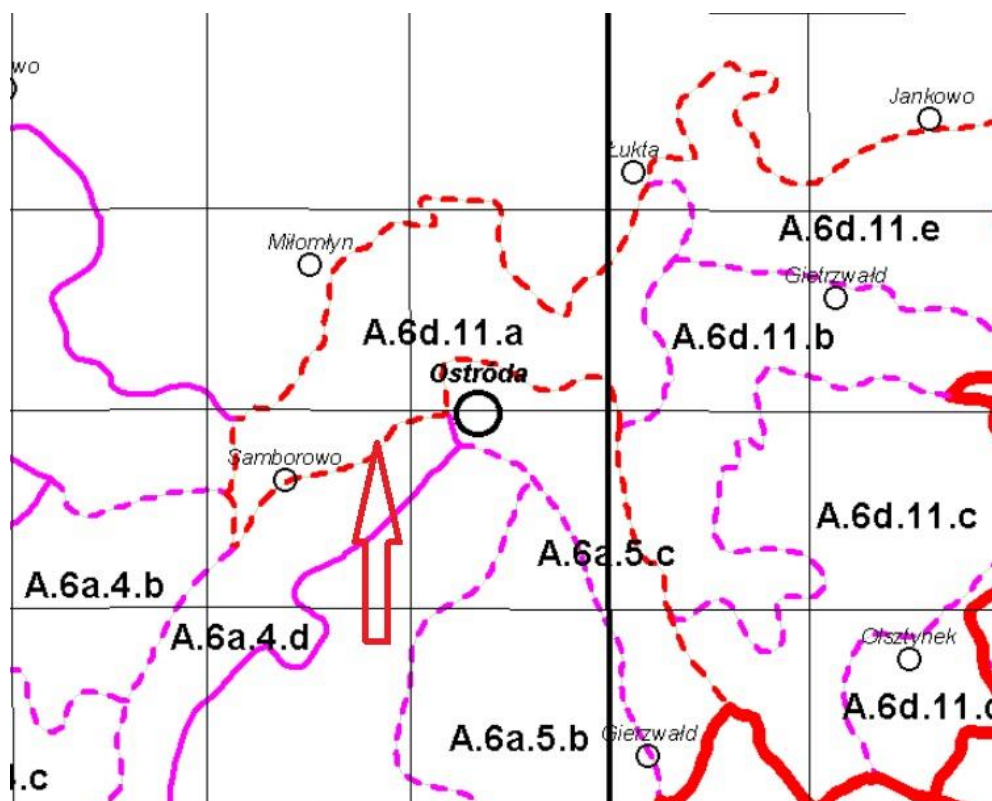 wo
Jankowo
Łukta
A.6d.11.e
Miłomłyn
Gietrzwałd
A.6d.11.a
A.6d.11.b
Ostróda
Samborowo
A.6d.11.c
A.6a.5.c
A.6a.4.b
A.6a.4.d
Olsztynek
A.6d.11.d
A.6a.5.b
Gierzwałd
.c